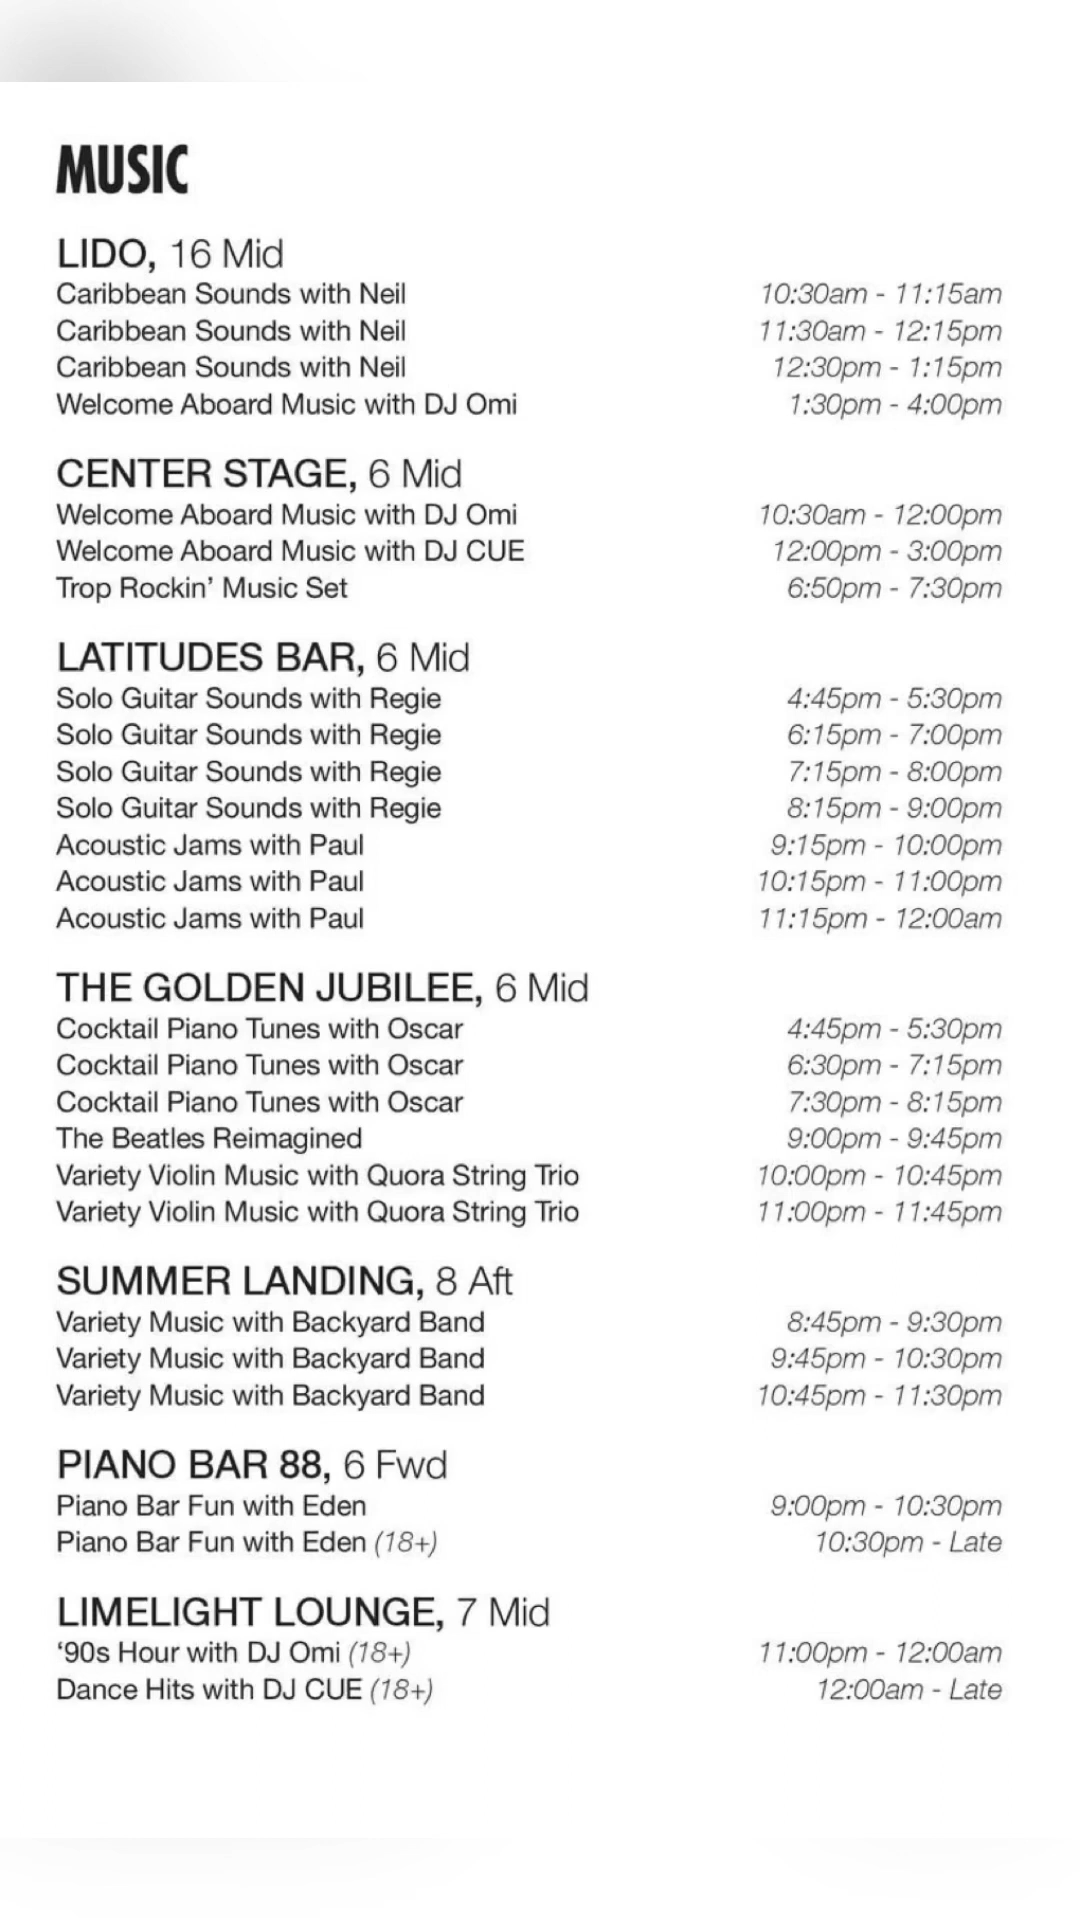 MUSIC
LIDO, 16 Mid
Caribbean Sounds with Neil 10:30am - 11:15am
Caribbean Sounds with Neil 11:30am - 12:15pm
Caribbean Sounds with Neil 12:30pm - 1:15pm
Welcome Aboard Music with DJ Omi 1:30pm - 4:00pm
CENTER STAGE, 6 Mid
Welcome Aboard Music with DJ Omi 10:30am - 12:00pm
Welcome Aboard Music with DJ CUE 12:00pm - 3:00pm
Trop Rockin’ Music Set 6:50pm - 7:30pm
LATITUDES BAR, 6 Mid
Solo Guitar Sounds with Regie 4:45pm - 5:30pm
Solo Guitar Sounds with Regie 6:15pm - 7:00pm
Solo Guitar Sounds with Regie 7:15pm - 8:00pm
Solo Guitar Sounds with Regie 8:15pm - 9:00pm
Acoustic Jams with Paul 9:15pm - 10:00pm
Acoustic Jams with Paul 10:15pm - 11:00pm
Acoustic Jams with Paul 11:15pm - 12:00am
THE GOLDEN JUBILEE, 6 Mid
Cocktail Piano Tunes with Oscar 4:45pm - 5:30pm
Cocktail Piano Tunes with Oscar 6:30pm - 7:15pm
Cocktail Piano Tunes with Oscar 7:30pm - 8:15pm
The Beatles Reimagined 9:00pm - 9:45pm
Variety Violin Music with Quora String Trio 10:00pm - 10:45pm
Variety Violin Music with Quora String Trio 11:00pm - 11:45pm
SUMMER LANDING, 8 Aft
Variety Music with Backyard Band 8:45pm - 9:30pm
Variety Music with Backyard Band 9:45pm - 10:30pm
Variety Music with Backyard Band 10:45pm - 11:30pm
PIANO BAR 88, 6 Fwd
Piano Bar Fun with Eden 9:00pm - 10:30pm
Piano Bar Fun with Eden (18+) 10:30pm - Late
LIMELIGHT LOUNGE, 7 Mid
‘90s Hour with DJ Omi (18+) 11:00pm - 12:00am
Dance Hits with DJ CUE (18+) 12:00am - Late